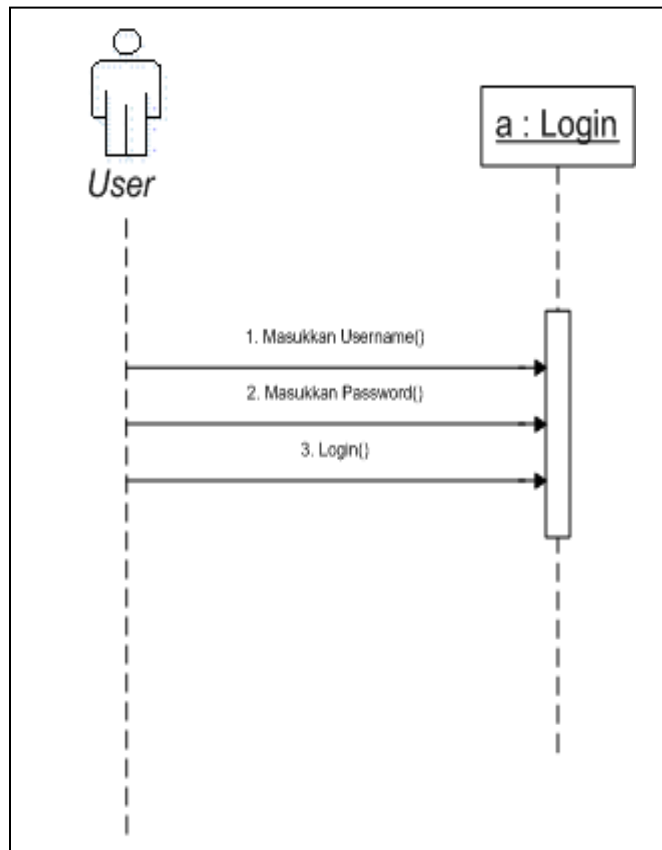 User
a : Login
1. Masukkan Username()
2. Masukkan Password()
3. Login()